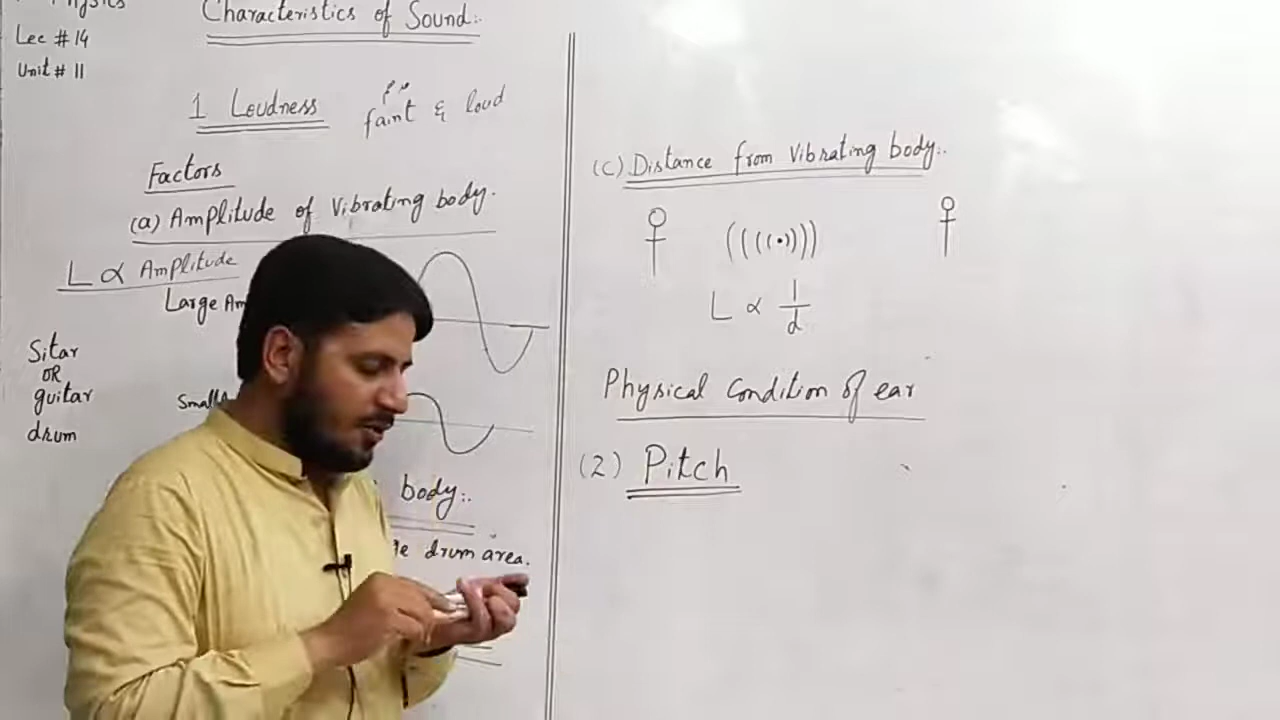 Physics
Lec # 14
Unit # 11
Characteristics of Sound:.
1 Loudness
faint & loud
Factors
(a) Amplitude of Vibrating body.
L ∝ Amplitude
Large Am
Sitar
OR
guitar
drum
Small
body:.
drum area.
(C) Distance from Vibrating body:.
L ∝ 1/d
Physical Condition of ear
(2) Pitch